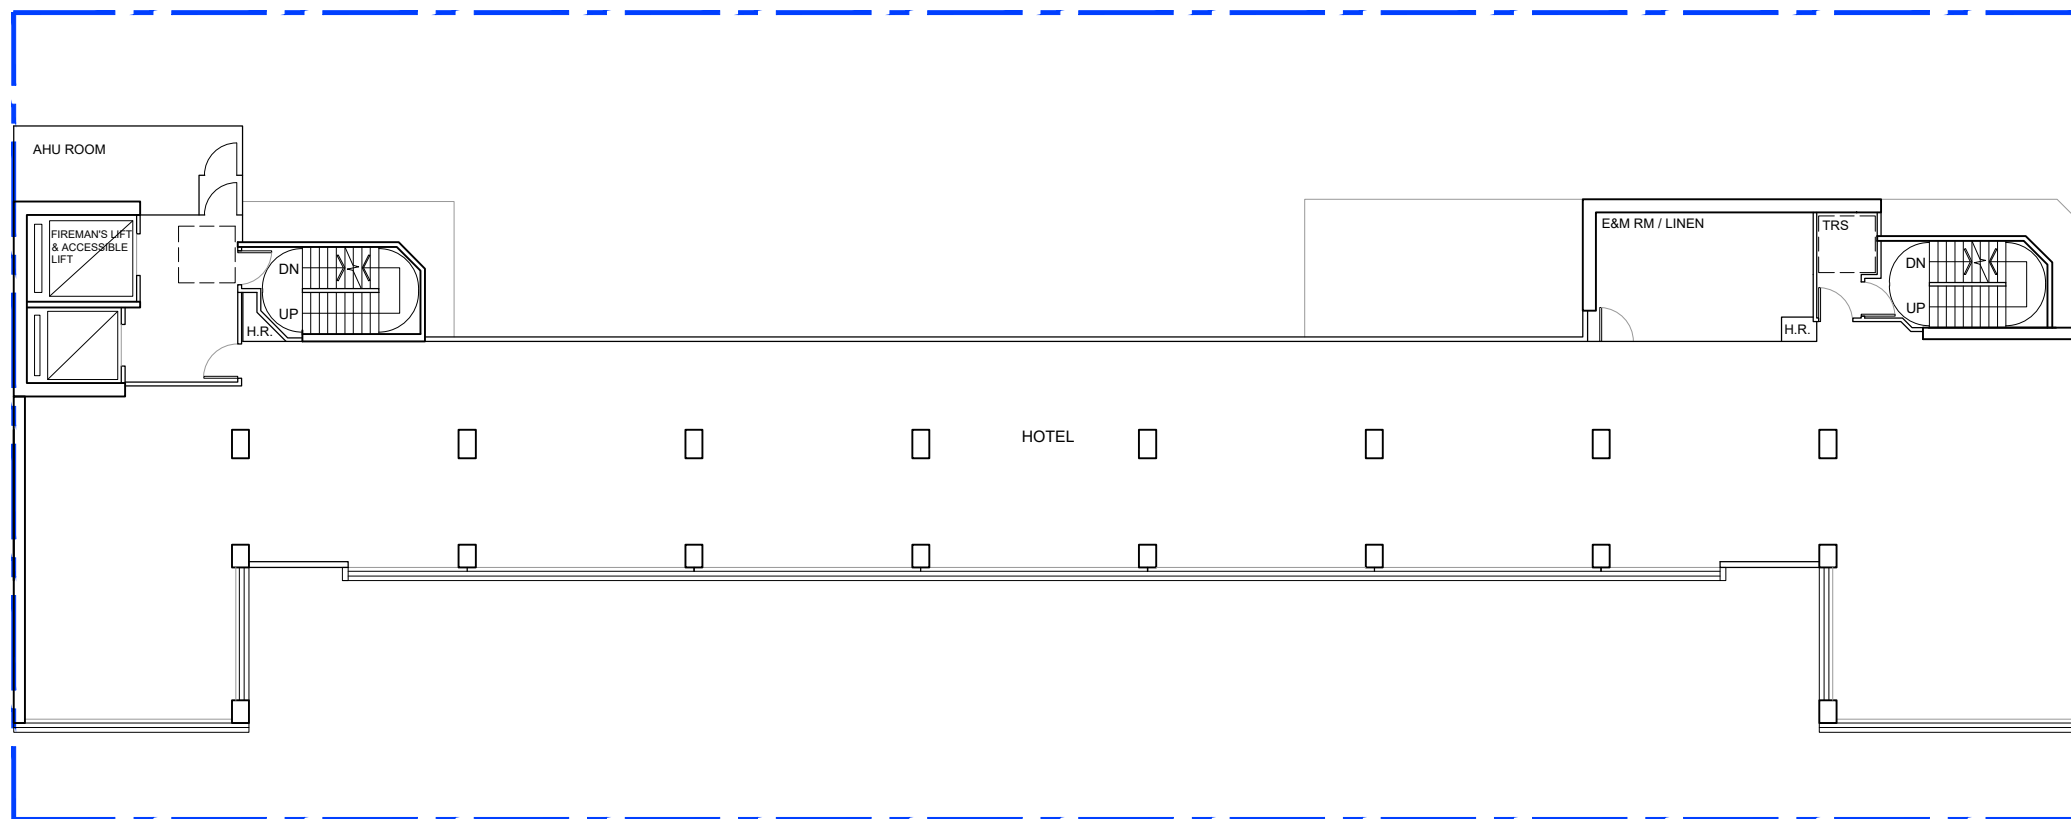 AHU ROOM
FIREMAN'S LIFT
& ACCESSIBLE
LIFT
DN
UP
H.R.
E&M RM / LINEN
TRS
DN
UP
H.R.
HOTEL